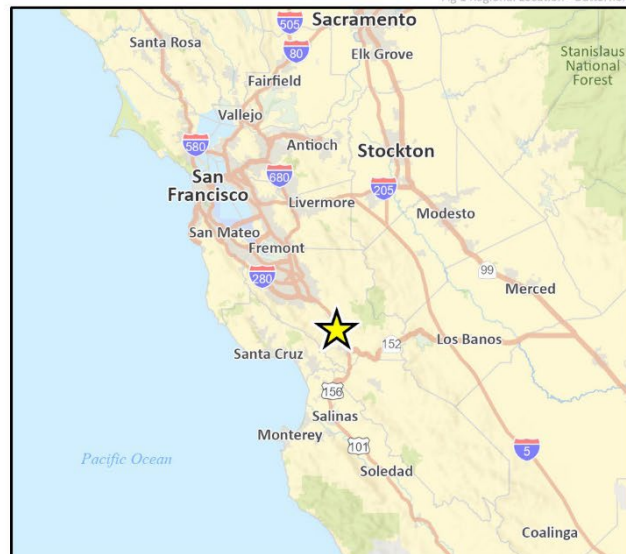 505
Sacramento
Santa Rosa
80
Elk Grove
Stanislaus
National
Forest
Fairfield
Vallejo
580
Antioch
Stockton
San
Francisco
680
205
Livermore
Modesto
San Mateo
Fremont
280
99
Merced
152
Los Banos
Santa Cruz
156
Salinas
Monterey
101
Pacific Ocean
Soledad
5
Coalinga